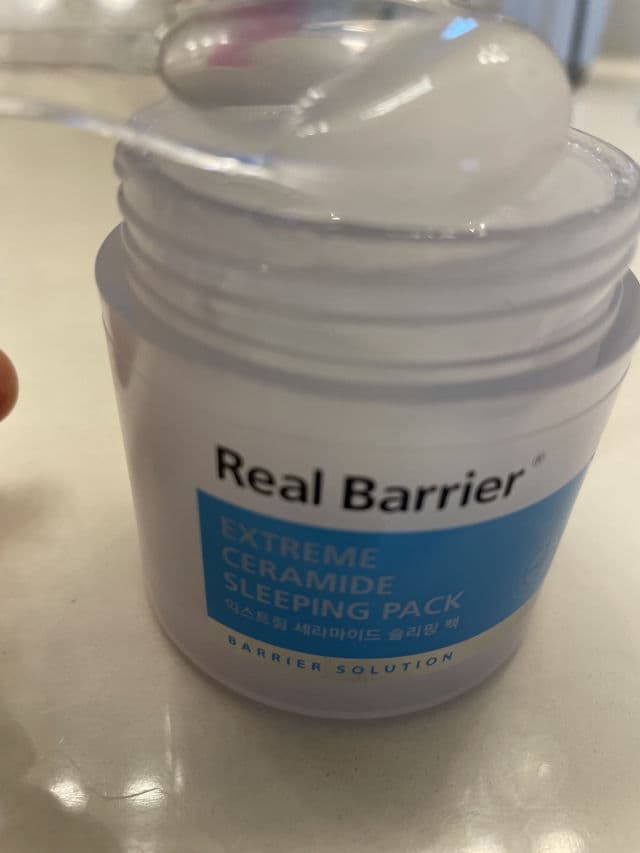 Real Barrier®
EXTREME
CERAMIDE
SLEEPING PACK
익스트림 세라마이드 슬리핑 팩
BARRIER SOLUTION